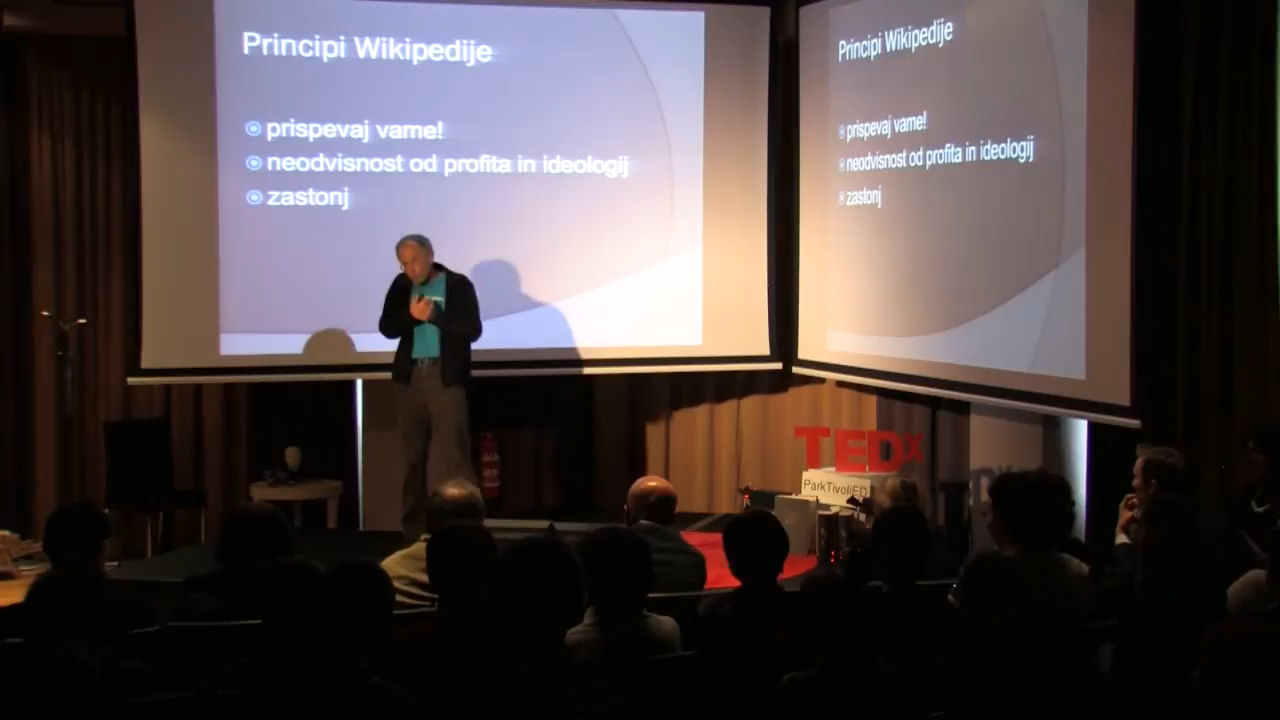 Principi Wikipedije
prispevaj vame!
neodvisnost od profita in ideologij
zastonj
Principi Wikipedije
prispevaj vame!
neodvisnost od profita in ideologij
zastonj
TEDx
ParkTivoliED